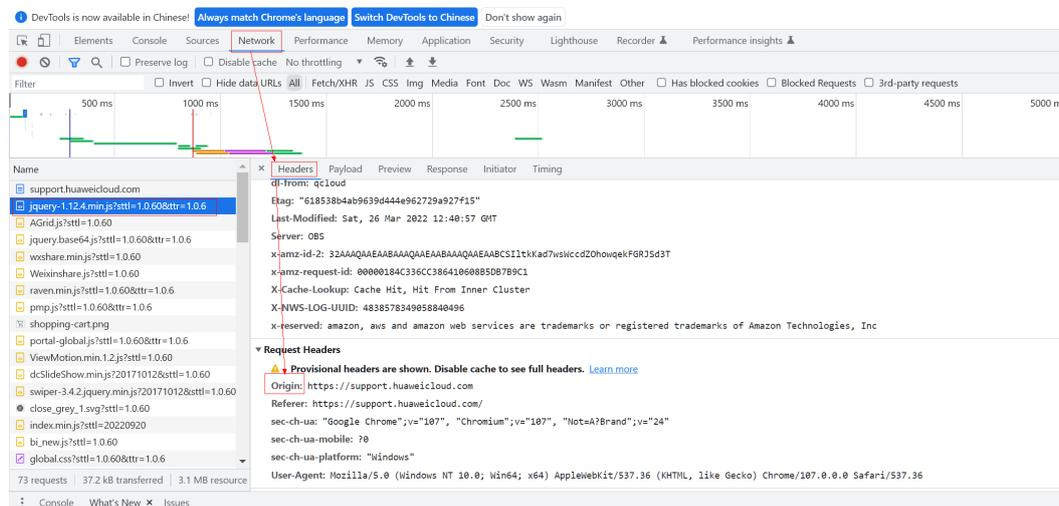 DevTools is now available in Chinese! Always match Chrome's language Switch DevTools to Chinese Don't show again
Elements Console Sources Network Performance Memory Application Security Lighthouse Recorder Performance insights
Preserve log Disable cache No throttling
Filter Invert Hide data URLs All Fetch/XHR JS CSS Img Media Font Doc WS Wasm Manifest Other Has blocked cookies Blocked Requests 3rd-party requests
500 ms 1000 ms 1500 ms 2000 ms 2500 ms 3000 ms 3500 ms 4000 ms 4500 ms 5000 m
Name
support.huaweicloud.com
jquery-1.12.4.min.js?sttl=1.0.60&ttr=1.0.6
AGrid.js?sttl=1.0.60
jquery.base64.js?sttl=1.0.60&ttr=1.0.6
wxshare.min.js?sttl=1.0.60
Weixinshare.js?sttl=1.0.60
raven.min.js?sttl=1.0.60&ttr=1.0.6
pmp.js?sttl=1.0.60&ttr=1.0.6
shopping-cart.png
portal-global.js?sttl=1.0.60&ttr=1.0.6
ViewMotion.min.1.2.js?sttl=1.0.60
dcSlideShow.min.js?20171012&sttl=1.0.60
swiper-3.4.2.jquery.min.js?20171012&sttl=1.0.60
close_grey_1.svg?sttl=1.0.60
index.min.js?sttl=20220920
bi_new.js?sttl=1.0.60
global.css?sttl=1.0.60&ttr=1.0.6
73 requests 37.2 kB transferred 3.1 MB resource
Headers Payload Preview Response Initiator Timing
dl-from: qcloud
Etag: "618538b4ab9639d444e962729a927f15"
Last-Modified: Sat, 26 Mar 2022 12:40:57 GMT
Server: OBS
x-amz-id-2: 32AAAQAAEAABAAAQAAEAABAAAQAAEAABCSIltkKad7wsWccdZOhowqekFGRJSd3T
x-amz-request-id: 00000184C336CC386410608B5DB7B9C1
X-Cache-Lookup: Cache Hit, Hit From Inner Cluster
X-NWS-LOG-UUID: 4838578349058840496
x-reserved: amazon, aws and amazon web services are trademarks or registered trademarks of Amazon Technologies, Inc
Request Headers
Provisional headers are shown. Disable cache to see full headers. Learn more
Origin: https://support.huaweicloud.com
Referer: https://support.huaweicloud.com/
sec-ch-ua: "Google Chrome";v="107", "Chromium";v="107", "Not=A?Brand";v="24"
sec-ch-ua-mobile: ?0
sec-ch-ua-platform: "Windows"
User-Agent: Mozilla/5.0 (Windows NT 10.0; Win64; x64) AppleWebKit/537.36 (KHTML, like Gecko) Chrome/107.0.0.0 Safari/537.36
Console What's New Issues